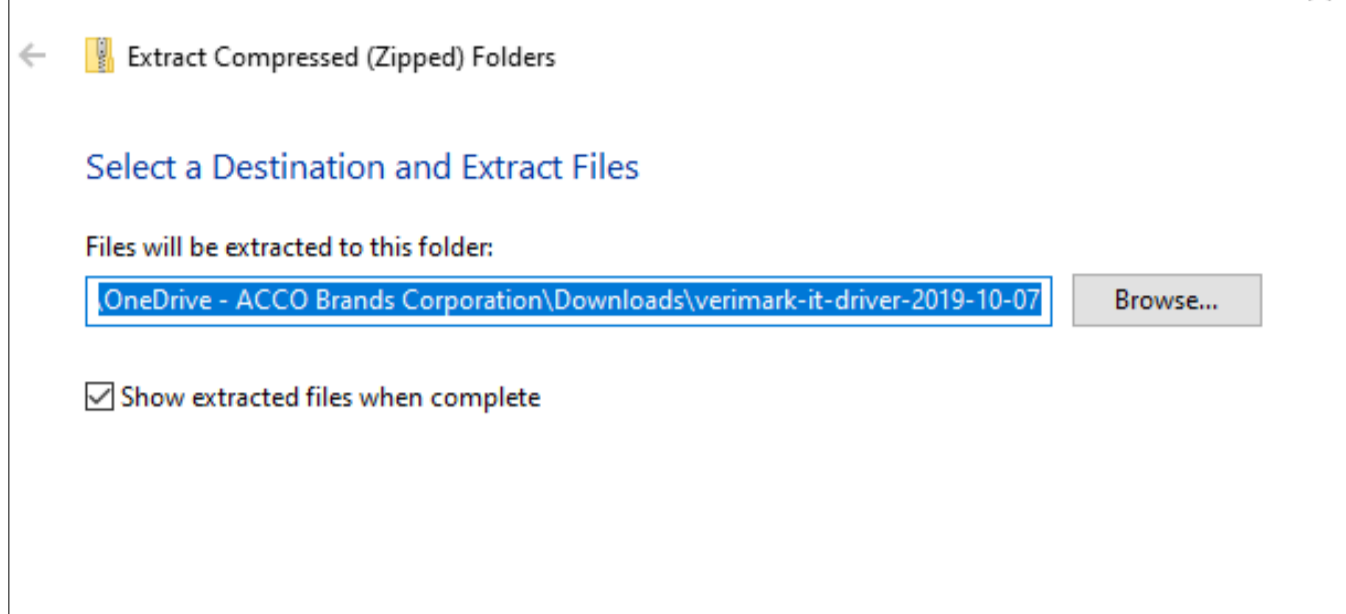 Extract Compressed (Zipped) Folders
Select a Destination and Extract Files
Files will be extracted to this folder:
\OneDrive - ACCO Brands Corporation\Downloads\verimark-it-driver-2019-10-07
Browse...
Show extracted files when complete